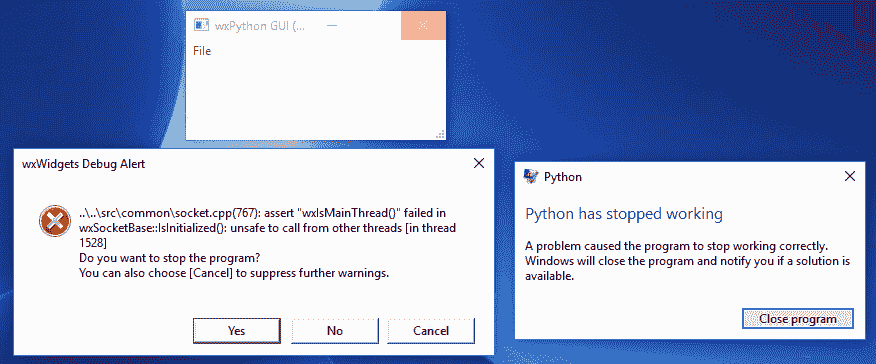 wxPython GUI (...
File
wxWidgets Debug Alert
..\..\src\common\socket.cpp(767): assert "wxIsMainThread()" failed in
wxSocketBase::IsInitialized(): unsafe to call from other threads [in thread
1528]
Do you want to stop the program?
You can also choose [Cancel] to suppress further warnings.
Yes
No
Cancel
Python
Python has stopped working
A problem caused the program to stop working correctly.
Windows will close the program and notify you if a solution is
available.
Close program